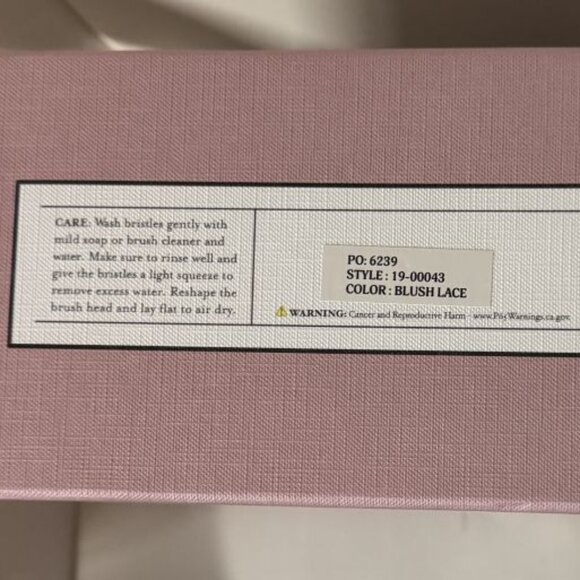 CARE: Wash bristles gently with
mild soap or brush cleaner and
water. Make sure to rinse well and
give the bristles a light squeeze to
remove excess water. Reshape the
brush head and lay flat to air dry.
PO: 6239
STYLE : 19-00043
COLOR : BLUSH LACE
⚠ WARNING: Cancer and Reproductive Harm - www.P65Warnings.ca.gov